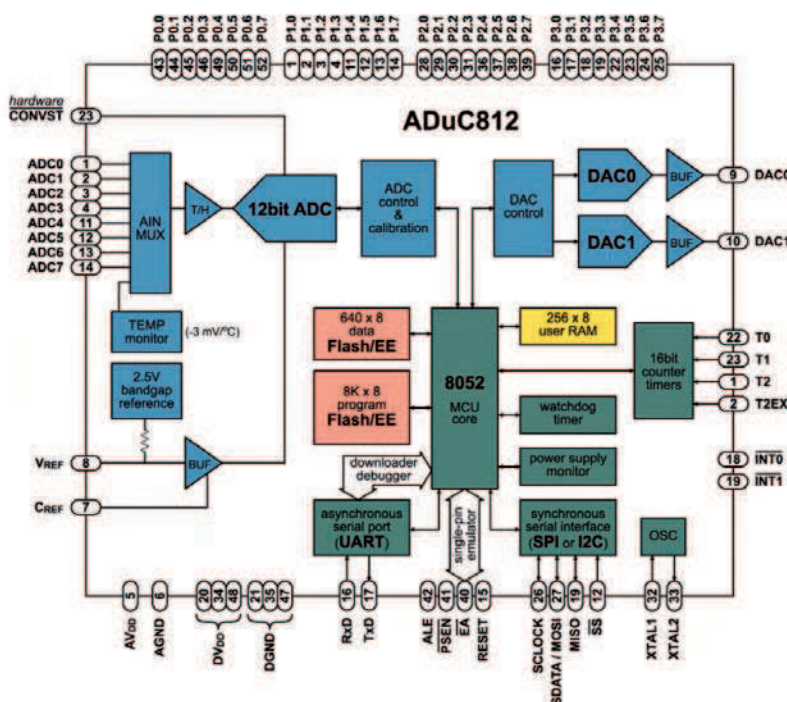 P0.0 P0.1 P0.2 P0.3 P0.4 P0.5 P0.6 P0.7
P1.0 P1.1 P1.2 P1.3 P1.4 P1.5 P1.6 P1.7
P2.0 P2.1 P2.2 P2.3 P2.4 P2.5 P2.6 P2.7
P3.0 P3.1 P3.2 P3.3 P3.4 P3.5 P3.6 P3.7
43 44 45 46 49 50 51 52
1 2 3 4 11 12 13 14
28 29 30 31 36 37 38 39
16 17 18 19 22 23 24 25
hardware
CONVST 23
ADuC812
ADC0 1
ADC1 2
ADC2 3
ADC3 4
ADC4 11
ADC5 12
ADC6 13
ADC7 14
AIN
MUX
T/H
12bit ADC
ADC
control
&
calibration
DAC
control
DAC0
BUF
9 DAC0
DAC1
BUF
10 DAC1
TEMP
monitor
(-3 mV/°C)
2.5V
bandgap
reference
640 x 8
data
Flash/EE
8K x 8
program
Flash/EE
8052
MCU
core
256 x 8
user RAM
watchdog
timer
power supply
monitor
16bit
counter
timers
22 T0
23 T1
1 T2
2 T2EX
18 INT0
19 INT1
VREF 8
BUF
CREF 7
downloader
debugger
asynchronous
serial port
(UART)
single-pin
emulator
synchronous
serial interface
(SPI or I2C)
OSC
5 6 20 34 48 21 35 47 16 17 42 41 40 15 26 27 19 12 32 33
AVDD
AGND
DVDD
DGND
RxD
TxD
ALE
PSEN
EA
RESET
SCLOCK
SDATA / MOSI
MISO
SS
XTAL1
XTAL2